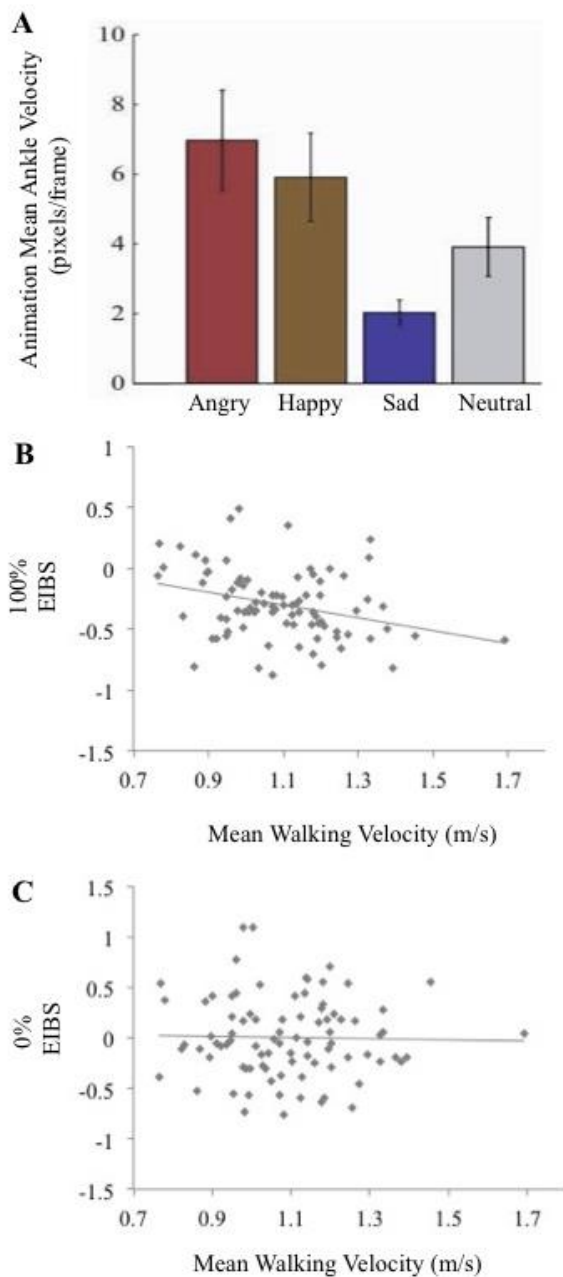 A
Animation Mean Ankle Velocity
(pixels/frame)
10
8
6
4
2
0
Angry Happy Sad Neutral
B
100%
EIBS
1
0.5
0
-0.5
-1
-1.5
0.7 0.9 1.1 1.3 1.5 1.7
Mean Walking Velocity (m/s)
C
0%
EIBS
1.5
1
0.5
0
-0.5
-1
-1.5
0.7 0.9 1.1 1.3 1.5 1.7
Mean Walking Velocity (m/s)